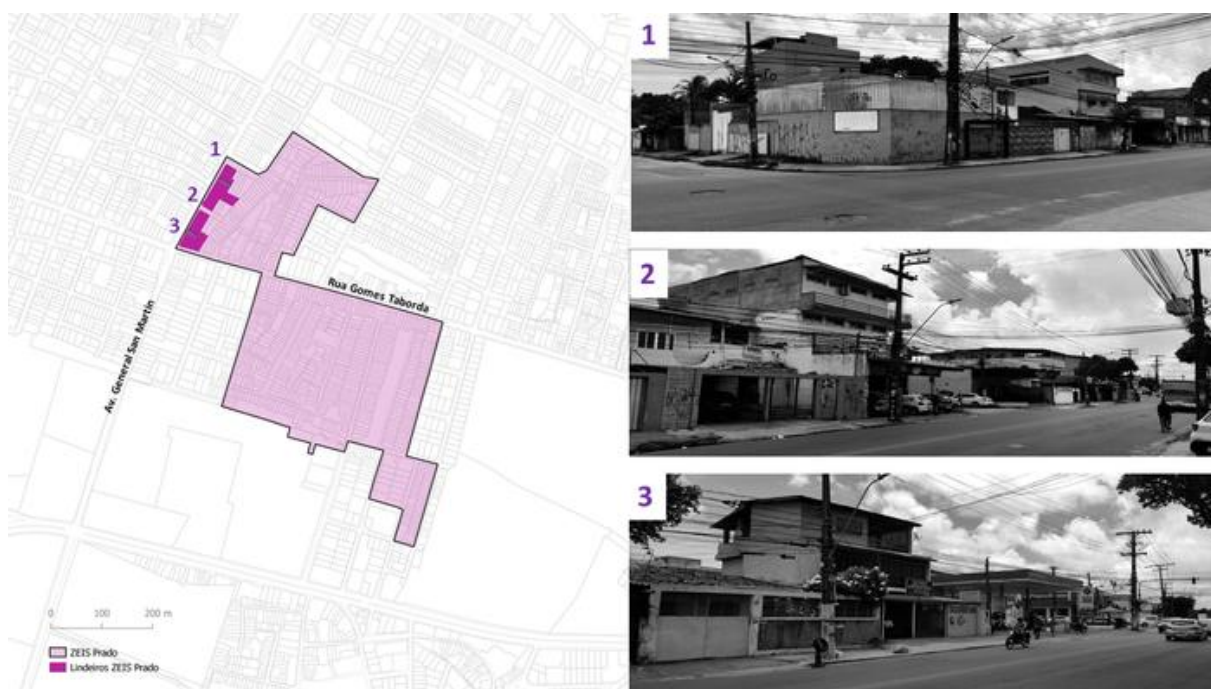 1
2
3
Rua Gomes Taborda
Av. General San Martin
0 100 200 m
ZEIS Prado
Lindeiros ZEIS Prado
1
2
3